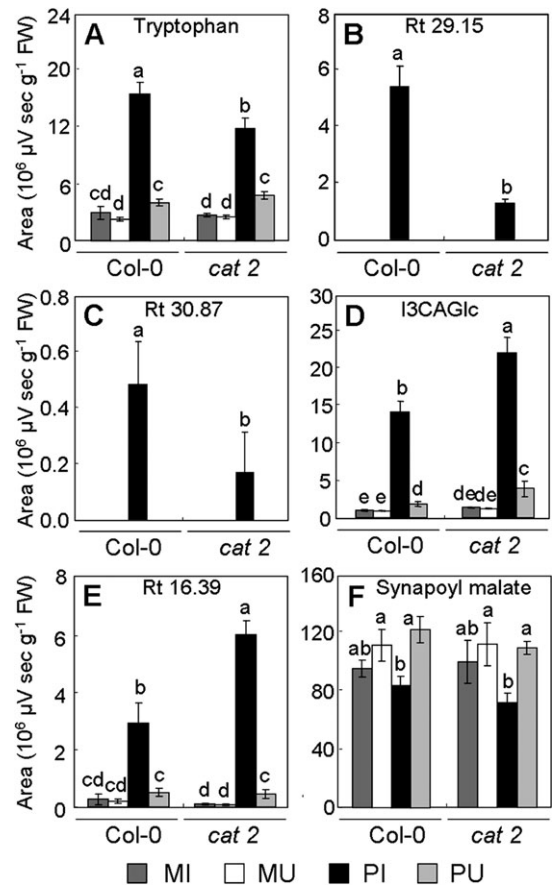 A Tryptophan
24
20
12
6
0
Area (10⁶ µV sec g⁻¹ FW)
cd d a c
d d b c
Col-0 cat 2
B Rt 29.15
8
6
4
2
0
a
b
Col-0 cat 2
C Rt 30.87
0.8
0.6
0.4
0.2
0.0
Area (10⁶ µV sec g⁻¹ FW)
a
b
Col-0 cat 2
D I3CAGlc
30
25
20
15
10
5
0
e e b d
de de a c
Col-0 cat 2
E Rt 16.39
8
6
4
2
0
Area (10⁶ µV sec g⁻¹ FW)
cd cd b c
d d a c
Col-0 cat 2
F Synapoyl malate
160
120
80
40
0
ab a b a
ab a b a
Col-0 cat 2
MI MU PI PU